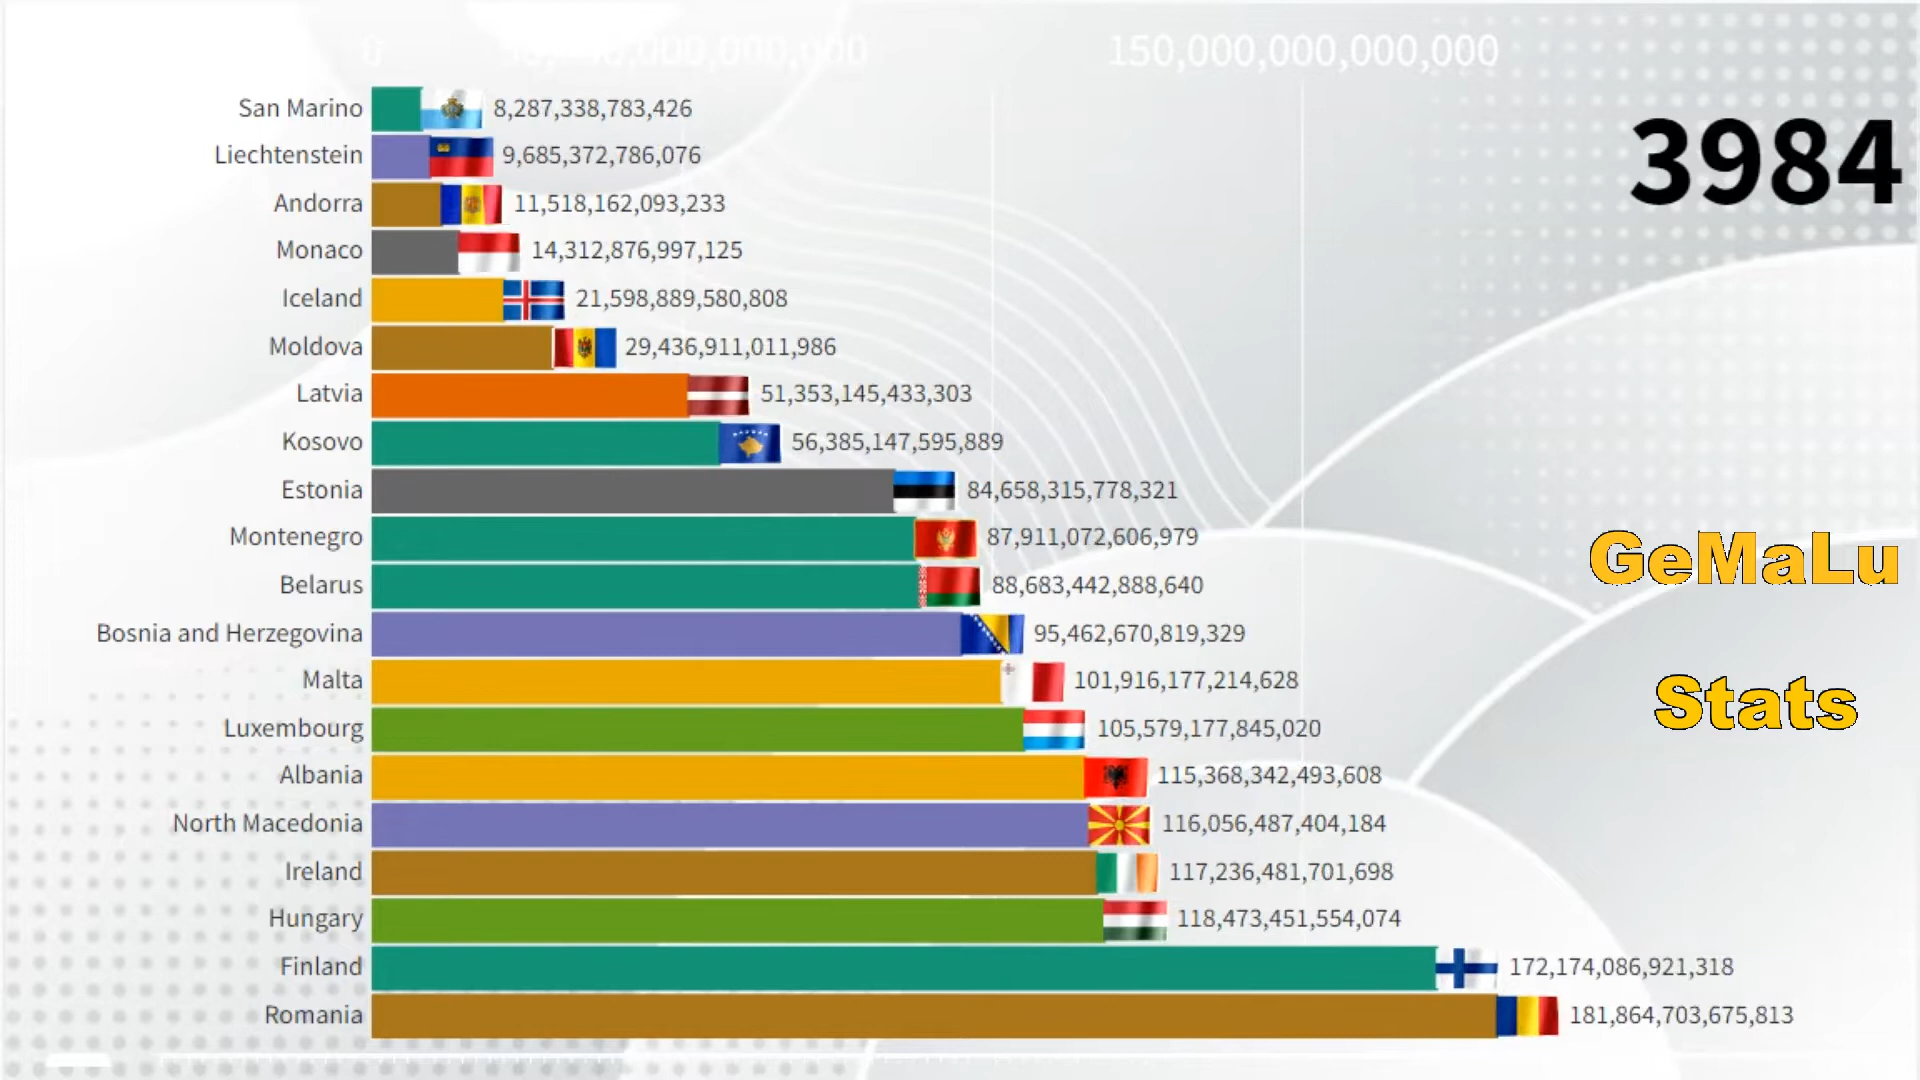 0
000,000,000
150,000,000,000,000
San Marino 8,287,338,783,426
3984
Liechtenstein 9,685,372,786,076
Andorra 11,518,162,093,233
Monaco 14,312,876,997,125
Iceland 21,598,889,580,808
Moldova 29,436,911,011,986
Latvia 51,353,145,433,303
Kosovo 56,385,147,595,889
Estonia 84,658,315,778,321
Montenegro 87,911,072,606,979
GeMaLu
Belarus 88,683,442,888,640
Bosnia and Herzegovina 95,462,670,819,329
Malta 101,916,177,214,628
Stats
Luxembourg 105,579,177,845,020
Albania 115,368,342,493,608
North Macedonia 116,056,487,404,184
Ireland 117,236,481,701,698
Hungary 118,473,451,554,074
Finland 172,174,086,921,318
Romania 181,864,703,675,813